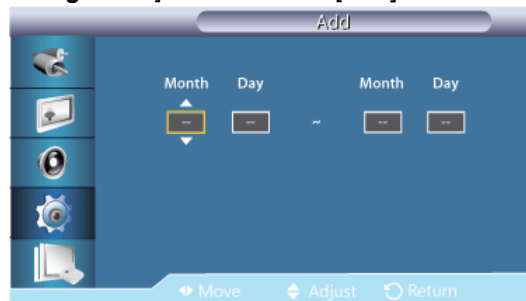 Add
Month Day Month Day
-- -- ~ -- --
Move Adjust Return